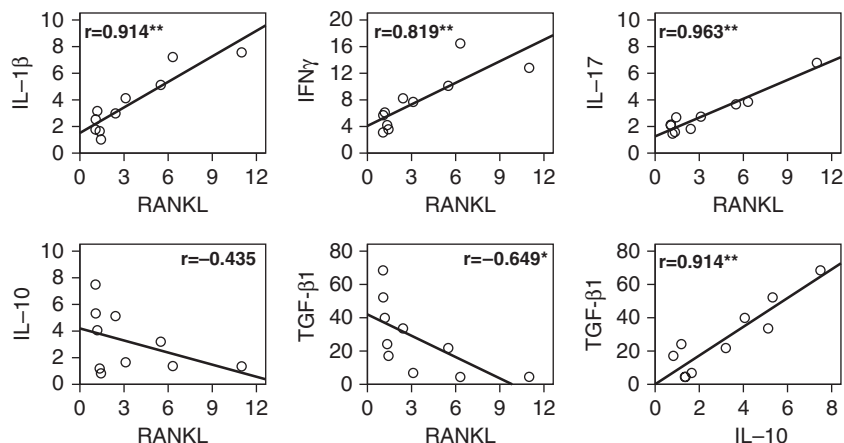 10
8
6
4
2
0
IL–1β
r=0.914**
0 3 6 9 12
RANKL
20
16
12
8
4
0
IFNγ
r=0.819**
0 3 6 9 12
RANKL
10
8
6
4
2
0
IL–17
r=0.963**
0 3 6 9 12
RANKL
10
8
6
4
2
0
IL–10
r=–0.435
0 3 6 9 12
RANKL
80
60
40
20
0
TGF-β1
r=–0.649*
0 3 6 9 12
RANKL
80
60
40
20
0
TGF-β1
r=0.914**
0 2 4 6 8
IL–10